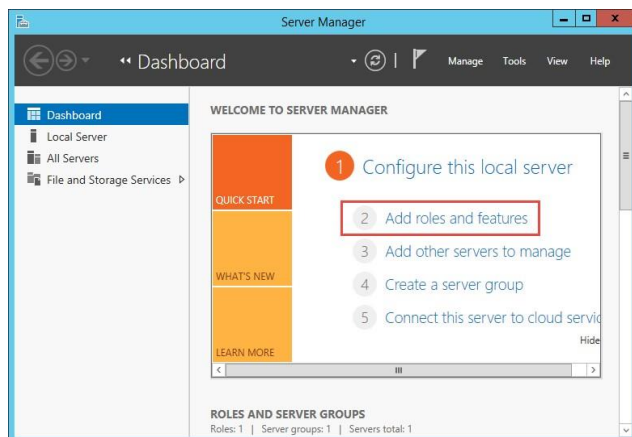 Server Manager
Dashboard
Manage Tools View Help
Dashboard
Local Server
All Servers
File and Storage Services
WELCOME TO SERVER MANAGER
QUICK START
WHAT'S NEW
LEARN MORE
1 Configure this local server
2 Add roles and features
3 Add other servers to manage
4 Create a server group
5 Connect this server to cloud servic
Hide
ROLES AND SERVER GROUPS
Roles: 1 | Server groups: 1 | Servers total: 1